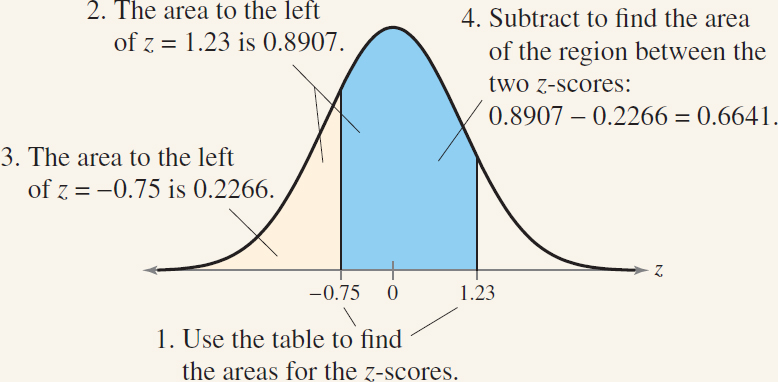 2. The area to the left
of z = 1.23 is 0.8907.
4. Subtract to find the area
of the region between the
two z-scores:
0.8907 − 0.2266 = 0.6641.
3. The area to the left
of z = −0.75 is 0.2266.
z
−0.75 0 1.23
1. Use the table to find
the areas for the z-scores.